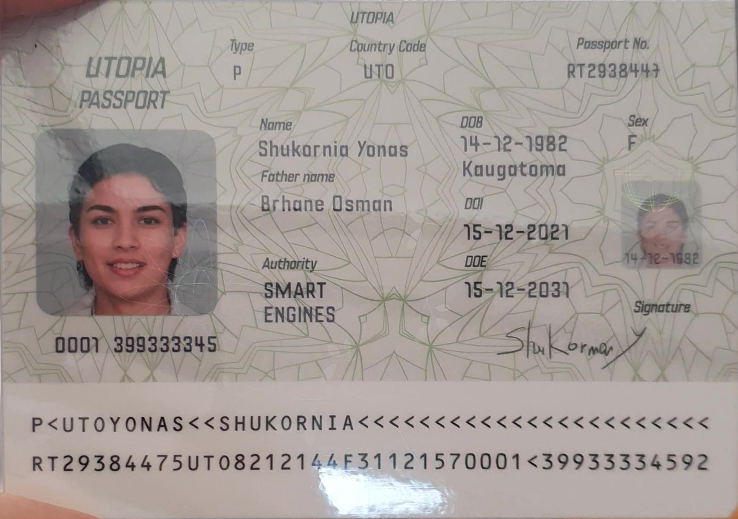 UTOPIA
UTOPIA
PASSPORT
Type
P
Country Code
UTO
Passport No.
RT2938447
Name
Shukornia Yonas
Father name
Brhane Osman
Authority
SMART
ENGINES
DOB
14-12-1982
Kaugatoma
DOI
15-12-2021
DOE
15-12-2031
Sex
F
14-12-1982
Signature
0001 399333345
P<UTOYONAS<<SHUKORNIA<<<<<<<<<<<<<<<<<<<<<<<
RT29384475UTO8212144F31121570001<39933334592